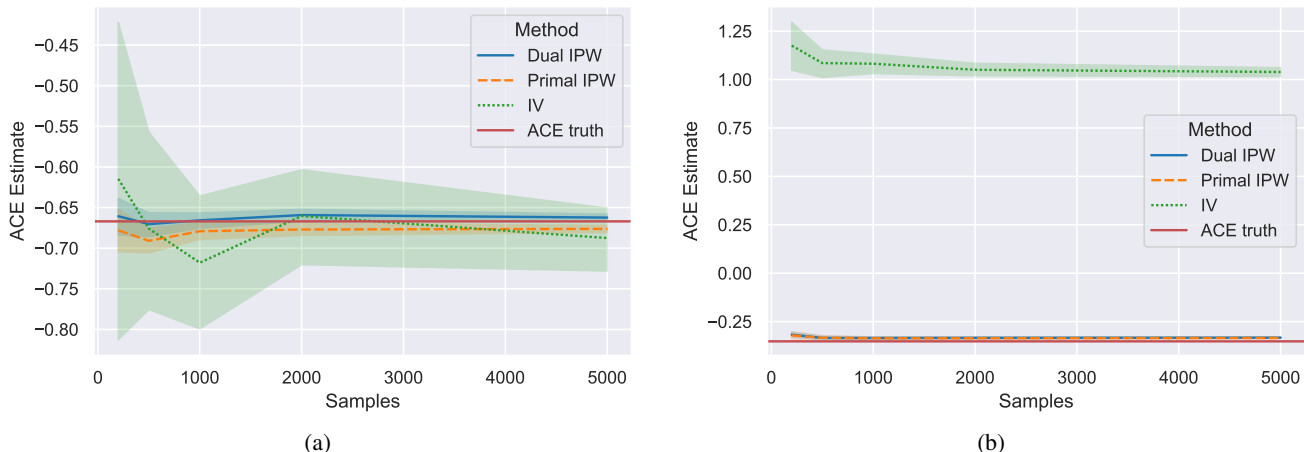 ACE Estimate
−0.45
−0.50
−0.55
−0.60
−0.65
−0.70
−0.75
−0.80
Method
Dual IPW
Primal IPW
IV
ACE truth
0
1000
2000
3000
4000
5000
Samples
(a)
ACE Estimate
1.25
1.00
0.75
0.50
0.25
0.00
−0.25
Method
Dual IPW
Primal IPW
IV
ACE truth
0
1000
2000
3000
4000
5000
Samples
(b)